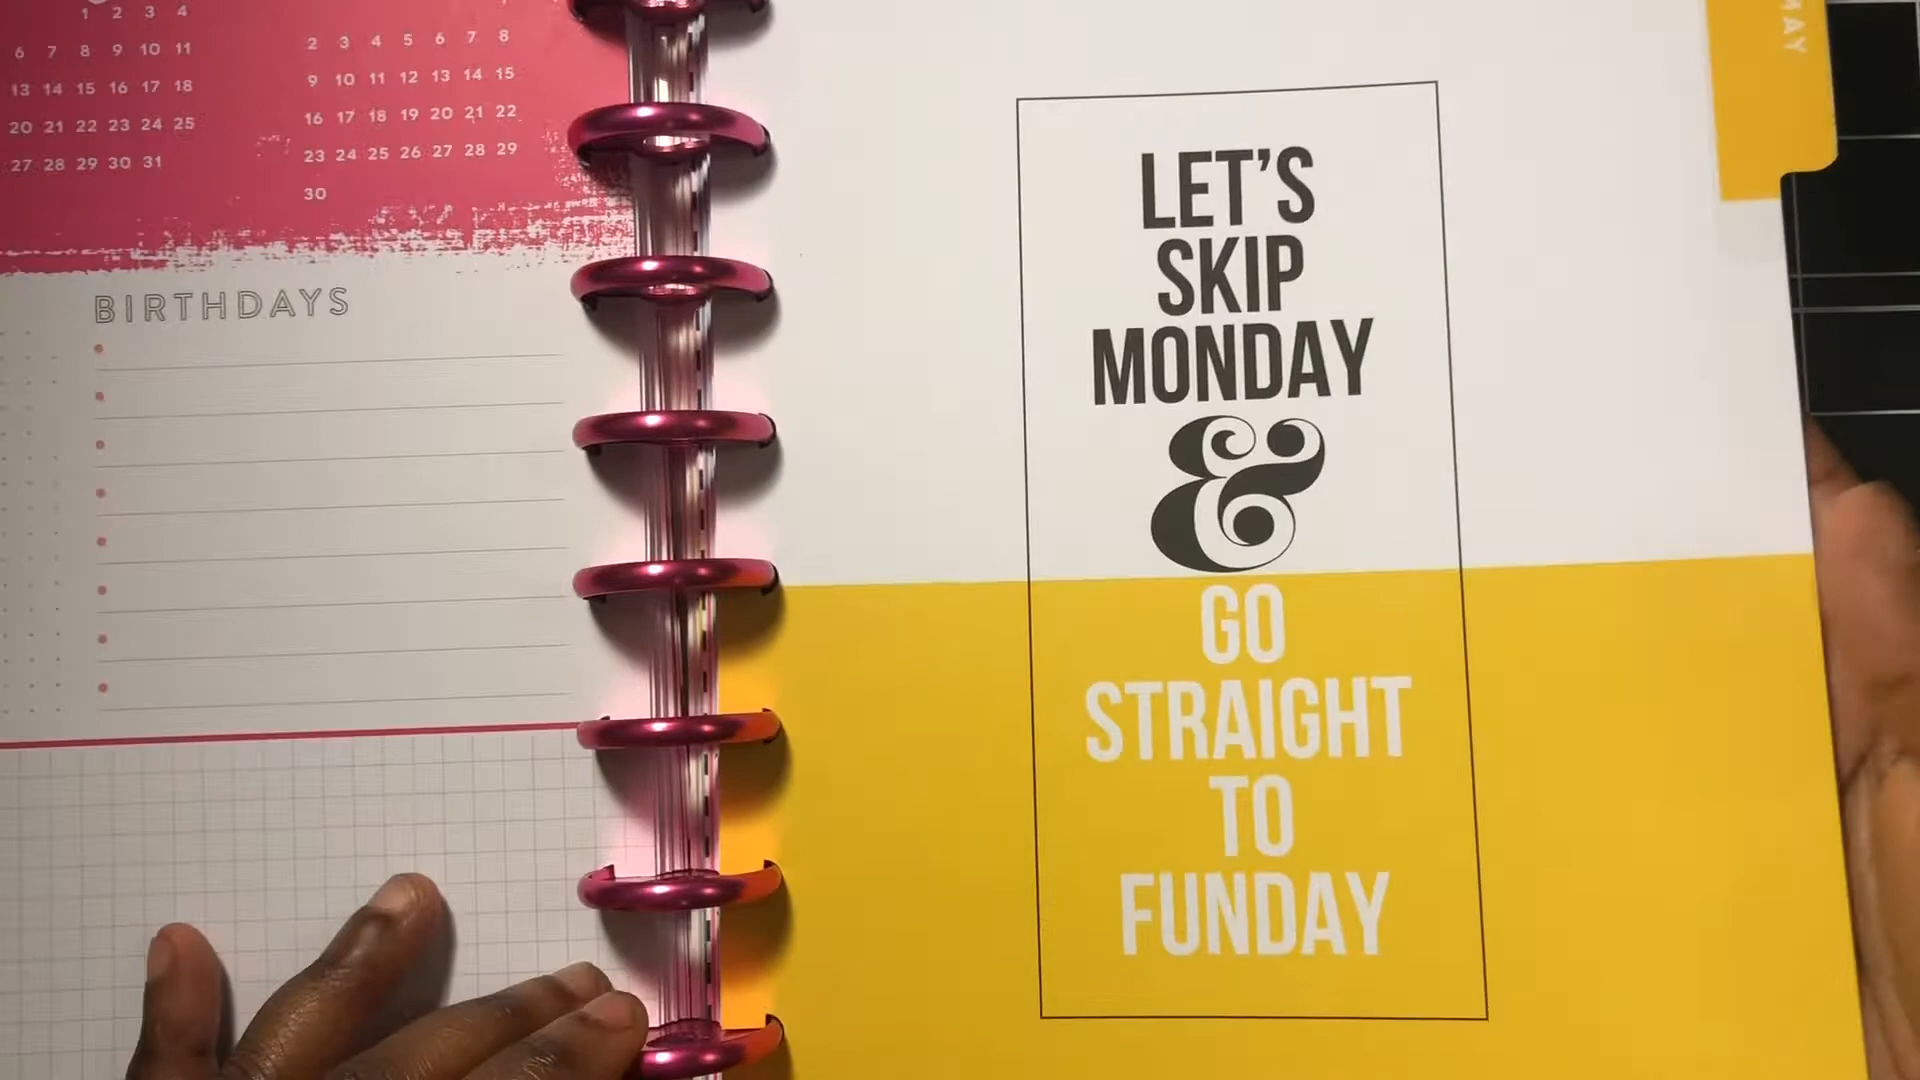 1 2 3 4
6 7 8 9 10 11
13 14 15 16 17 18
20 21 22 23 24 25
27 28 29 30 31
2 3 4 5 6 7 8
9 10 11 12 13 14 15
16 17 18 19 20 21 22
23 24 25 26 27 28 29
30
BIRTHDAYS
LET'S
SKIP
MONDAY
&
GO
STRAIGHT
TO
FUNDAY
MAY